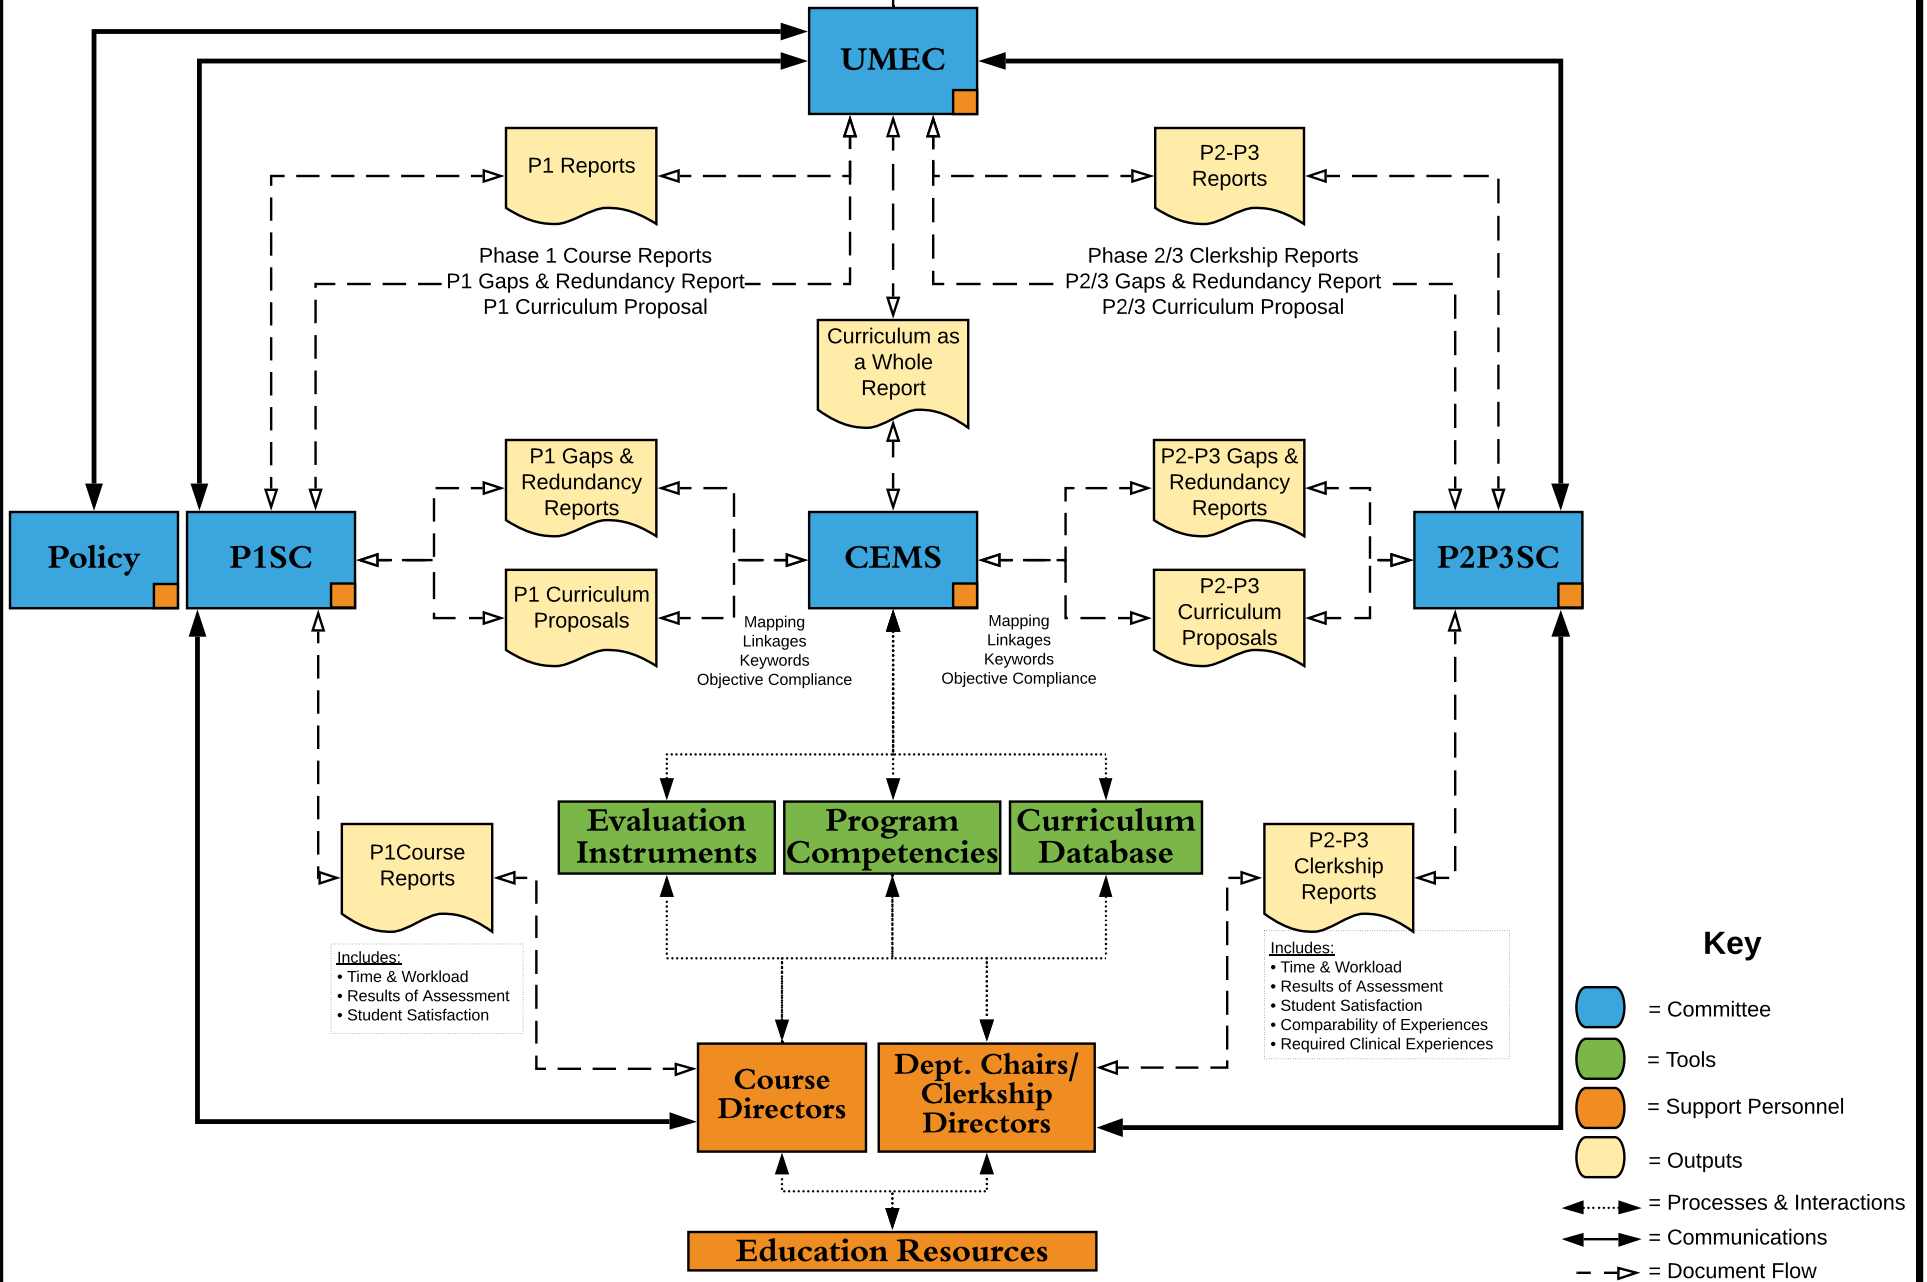 UMEC
P1 Reports
P2-P3
Reports
Phase 1 Course Reports
P1 Gaps & Redundancy Report
P1 Curriculum Proposal
Phase 2/3 Clerkship Reports
P2/3 Gaps & Redundancy Report
P2/3 Curriculum Proposal
Curriculum as
a Whole
Report
P1 Gaps &
Redundancy
Reports
P2-P3 Gaps &
Redundancy
Reports
Policy
P1SC
CEMS
P2P3SC
P1 Curriculum
Proposals
P2-P3
Curriculum
Proposals
Mapping
Linkages
Keywords
Objective Compliance
Mapping
Linkages
Keywords
Objective Compliance
Evaluation
Instruments
Program
Competencies
Curriculum
Database
P1Course
Reports
P2-P3
Clerkship
Reports
Includes:
• Time & Workload
• Results of Assessment
• Student Satisfaction
Includes:
• Time & Workload
• Results of Assessment
• Student Satisfaction
• Comparability of Experiences
• Required Clinical Experiences
Course
Directors
Dept. Chairs/
Clerkship
Directors
Education Resources
Key
= Committee
= Tools
= Support Personnel
= Outputs
= Processes & Interactions
= Communications
= Document Flow